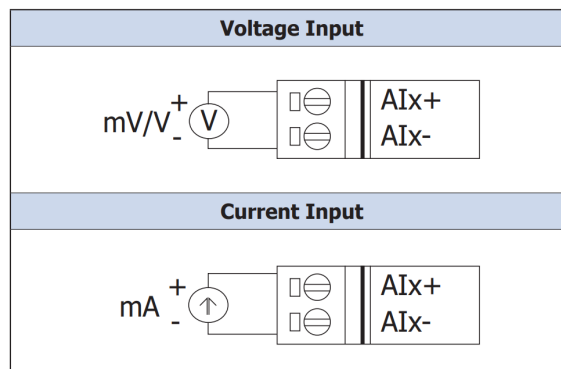 Voltage Input
mV/V
+
-
V
AIx+
AIx-
Current Input
mA
+
-
AIx+
AIx-